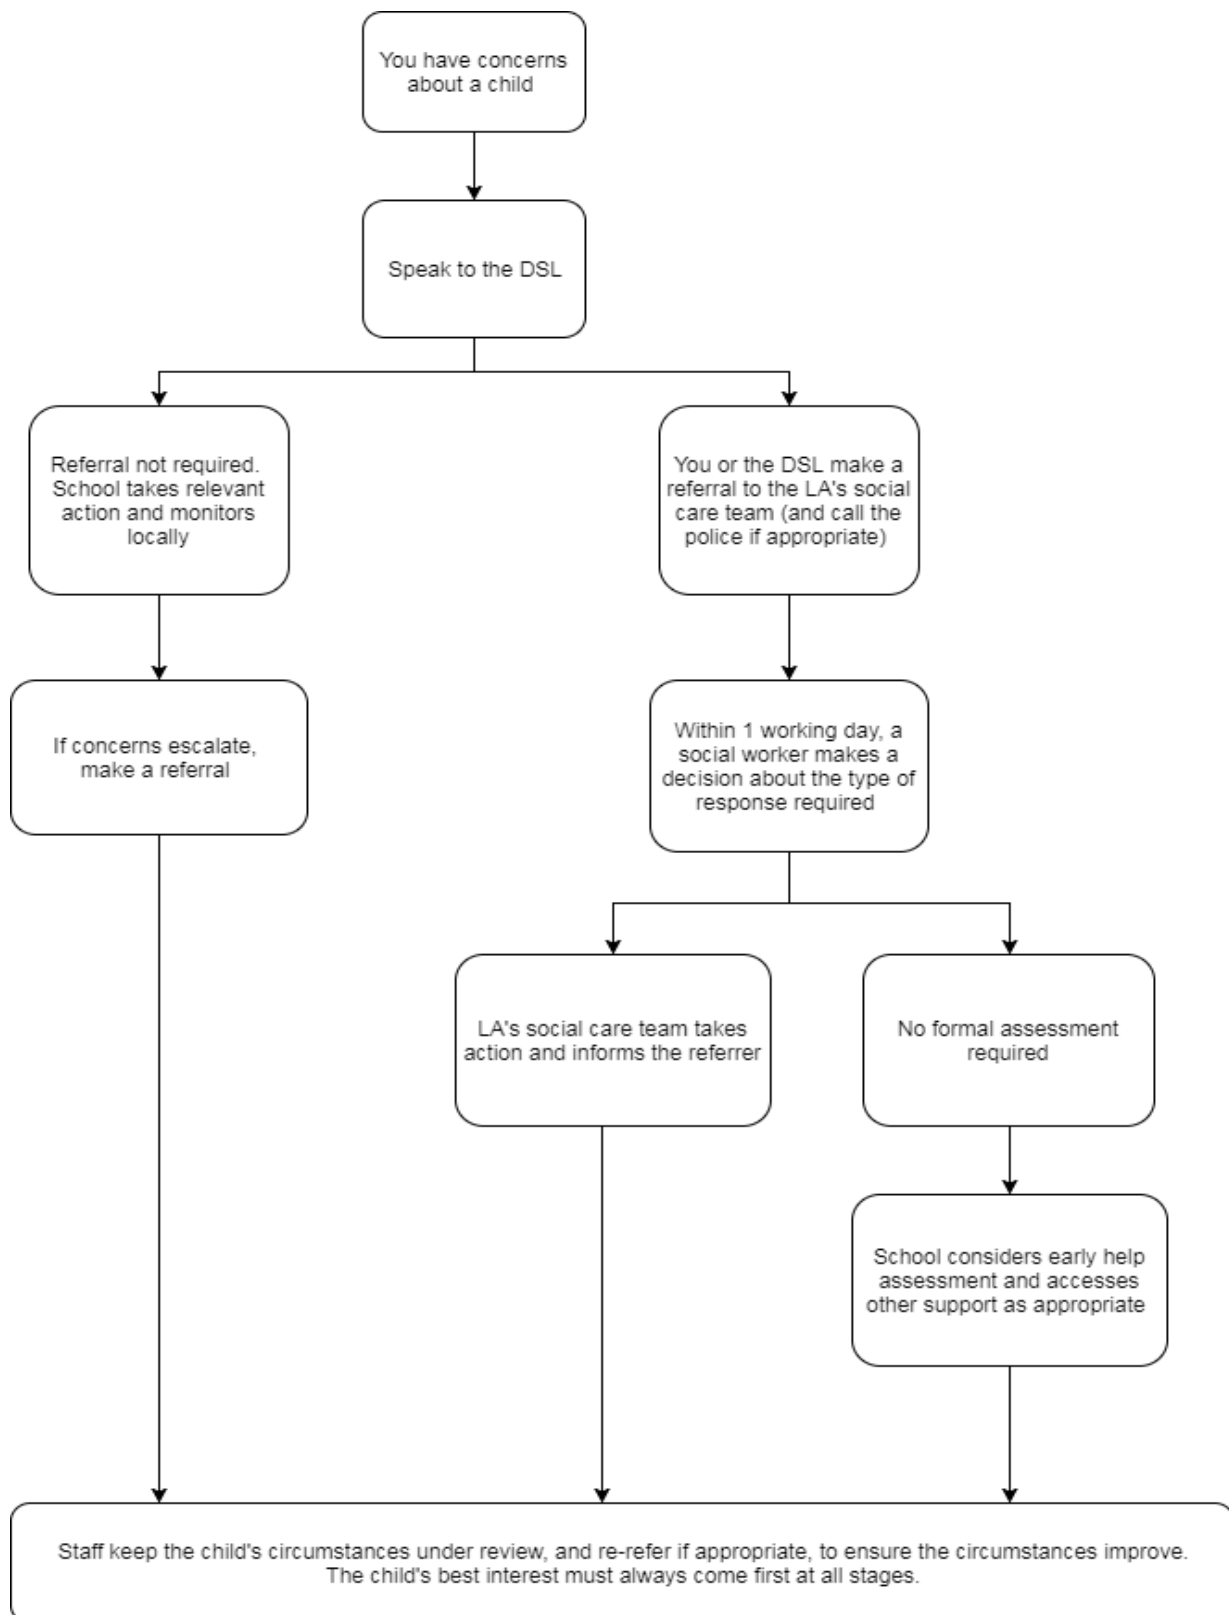 You have concerns
about a child
Speak to the DSL
Referral not required.
School takes relevant
action and monitors
locally
You or the DSL make a
referral to the LA's social
care team (and call the
police if appropriate)
If concerns escalate,
make a referral
Within 1 working day, a
social worker makes a
decision about the type of
response required
LA's social care team takes
action and informs the referrer
No formal assessment
required
School considers early help
assessment and accesses
other support as appropriate
Staff keep the child's circumstances under review, and re-refer if appropriate, to ensure the circumstances improve.
The child's best interest must always come first at all stages.